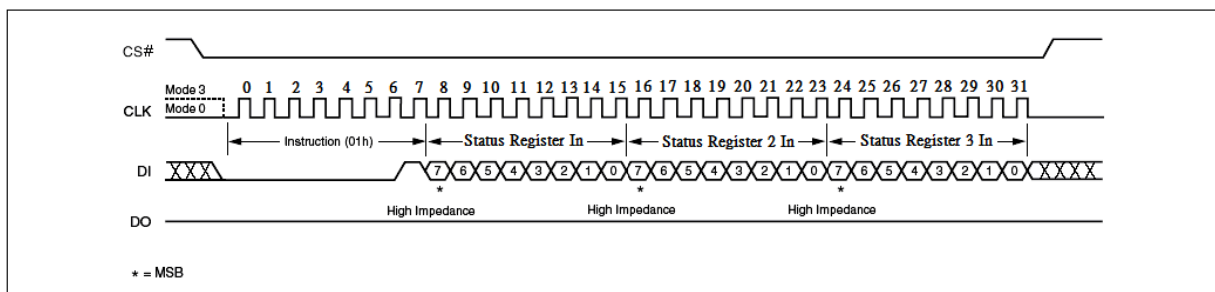 CS#
Mode 3
0 1 2 3 4 5 6 7 8 9 10 11 12 13 14 15 16 17 18 19 20 21 22 23 24 25 26 27 28 29 30 31
Mode 0
CLK
Instruction (01h) Status Register In Status Register 2 In Status Register 3 In
DI 7 6 5 4 3 2 1 0 7 6 5 4 3 2 1 0 7 6 5 4 3 2 1 0
* * *
High Impedance High Impedance High Impedance
DO
* = MSB